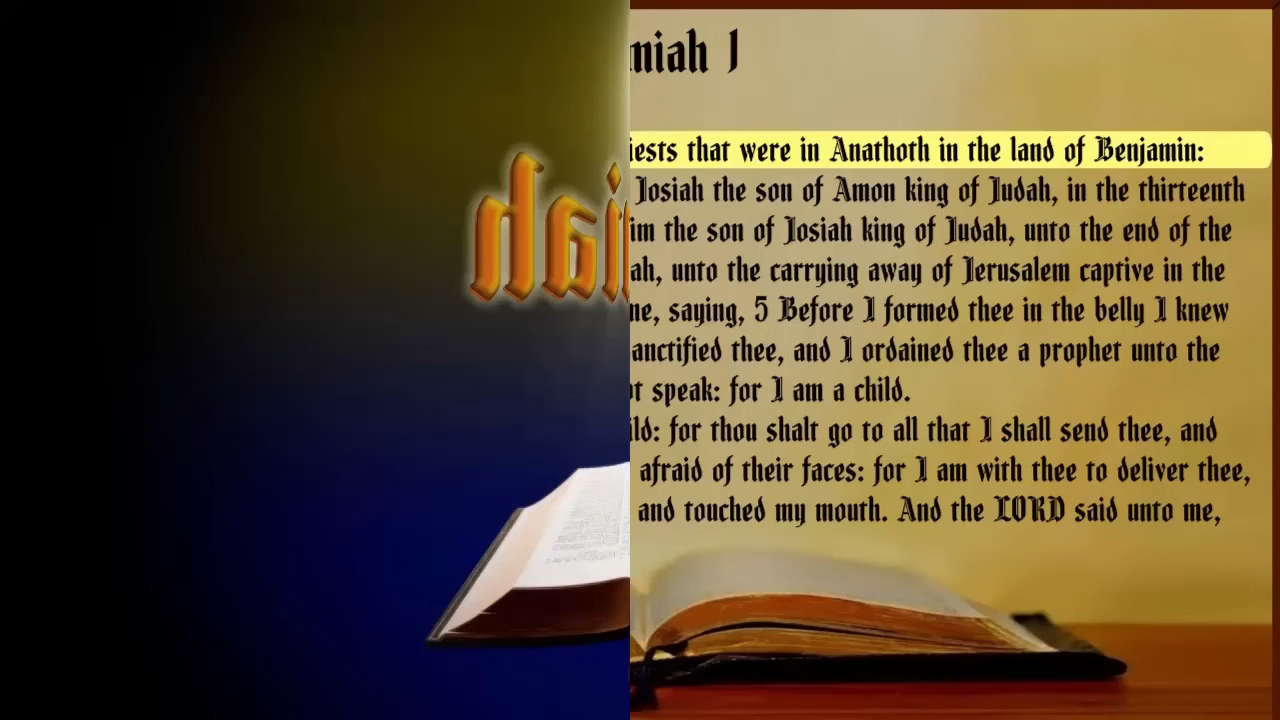 miah 1
iests that were in Anathoth in the land of Benjamin:
Josiah the son of Amon king of Judah, in the thirteenth
im the son of Josiah king of Judah, unto the end of the
ah, unto the carrying away of Jerusalem captive in the
ne, saying, 5 Before I formed thee in the belly I knew
anctified thee, and I ordained thee a prophet unto the
ot speak: for I am a child.
ild: for thou shalt go to all that I shall send thee, and
afraid of their faces: for I am with thee to deliver thee,
and touched my mouth. And the LORD said unto me,